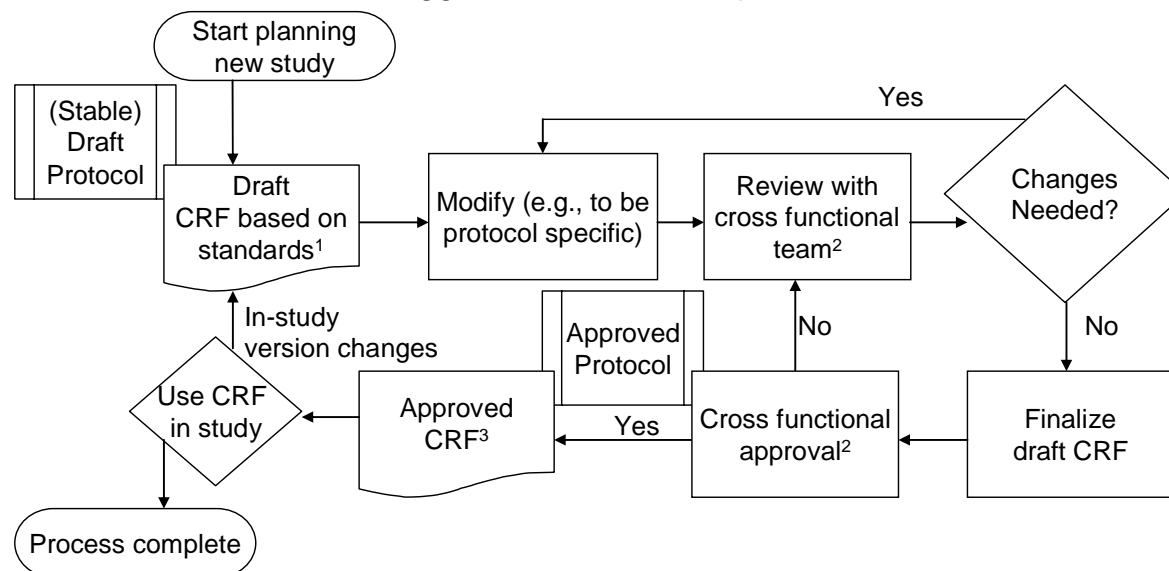 Start planning
new study
(Stable)
Draft
Protocol
Draft
CRF based on
standards1
Modify (e.g., to be
protocol specific)
Review with
cross functional
team2
Yes
Changes
Needed?
No
Finalize
draft CRF
Cross functional
approval2
No
Approved
Protocol
Yes
Approved
CRF3
Use CRF
in study
In-study
version changes
Process complete